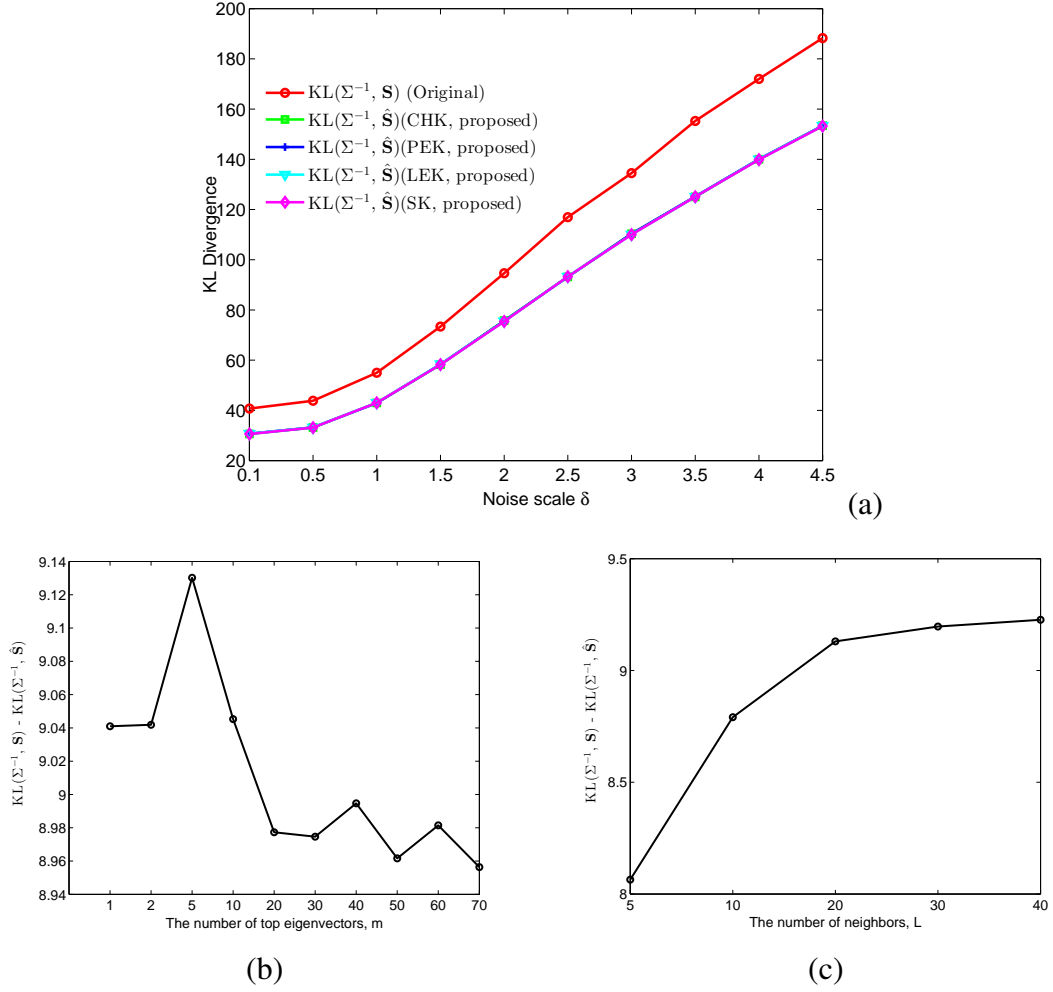 200
180
160
140
120
100
80
60
40
20
KL Divergence
KL(Σ⁻¹, S) (Original)
KL(Σ⁻¹, Ŝ)(CHK, proposed)
KL(Σ⁻¹, Ŝ)(PEK, proposed)
KL(Σ⁻¹, Ŝ)(LEK, proposed)
KL(Σ⁻¹, Ŝ)(SK, proposed)
0.1 0.5 1 1.5 2 2.5 3 3.5 4 4.5
Noise scale δ
(a)
9.14
9.12
9.1
9.08
9.06
9.04
9.02
9
8.98
8.96
8.94
KL(Σ⁻¹, S) - KL(Σ⁻¹, Ŝ)
1 2 5 10 20 30 40 50 60 70
The number of top eigenvectors, m
(b)
9.5
9
8.5
8
KL(Σ⁻¹, S) - KL(Σ⁻¹, Ŝ)
5 10 20 30 40
The number of neighbors, L
(c)